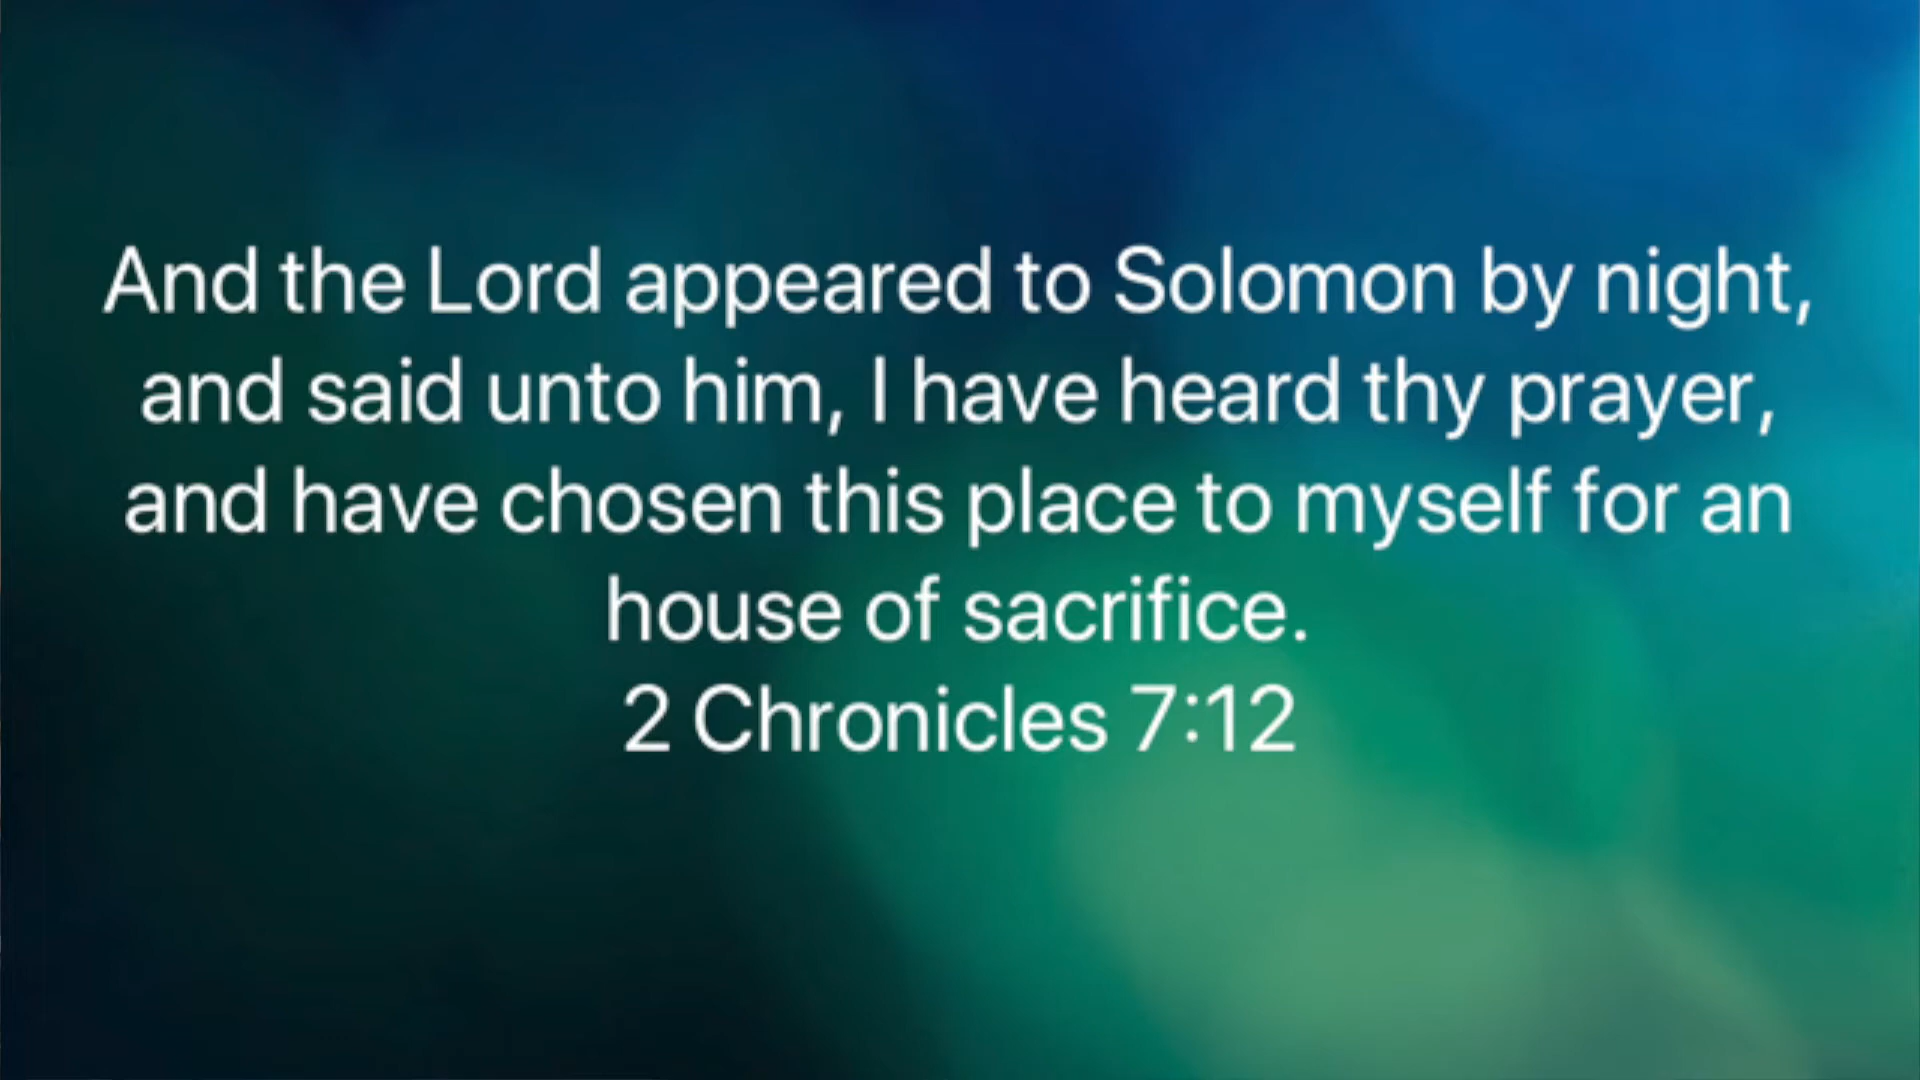 And the Lord appeared to Solomon by night,
and said unto him, I have heard thy prayer,
and have chosen this place to myself for an
house of sacrifice.
2 Chronicles 7:12